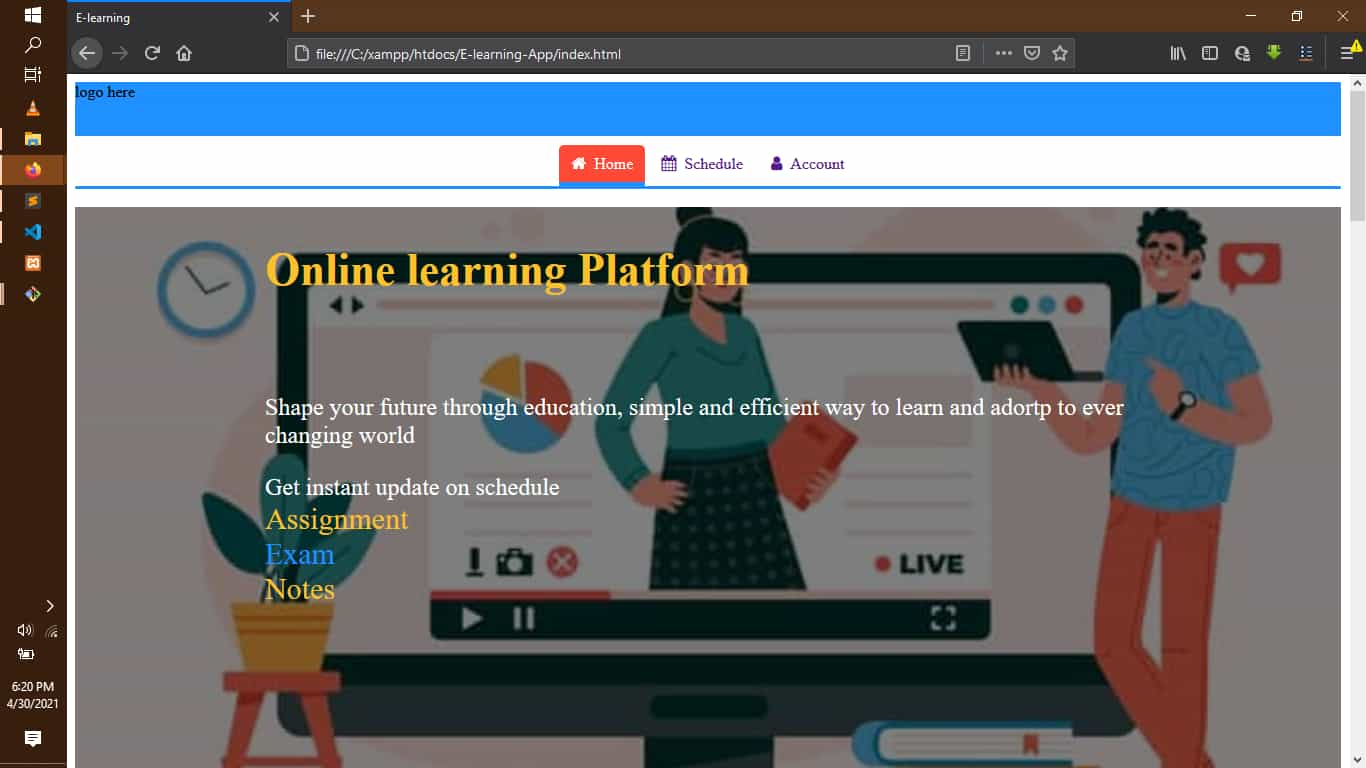 E-learning
file:///C:/xampp/htdocs/E-learning-App/index.html
logo here
Home Schedule Account
Online learning Platform
Shape your future through education, simple and efficient way to learn and adortp to ever
changing world
Get instant update on schedule
Assignment
Exam
Notes
LIVE
6:20 PM
4/30/2021